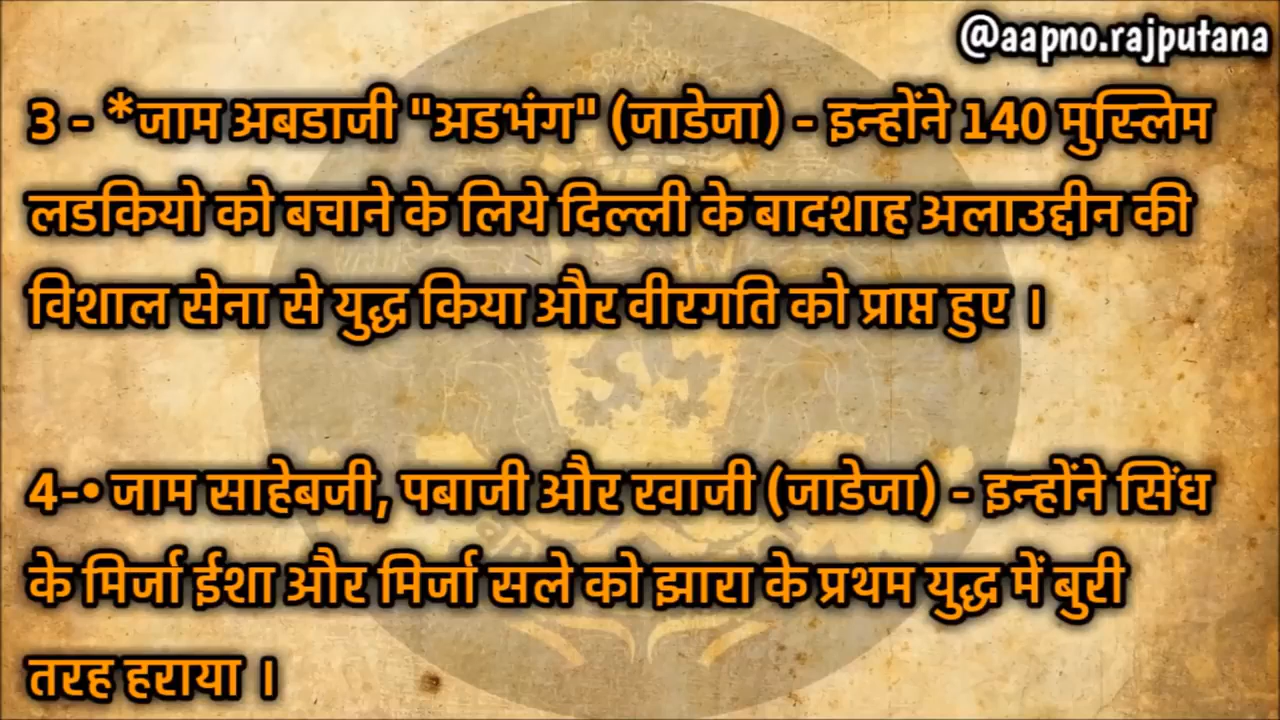 @aapno.rajputana
3 - *जाम अबडाजी "अडभंग" (जाडेजा) - इन्होंने 140 मुस्लिम
लडकियो को बचाने के लिये दिल्ली के बादशाह अलाउद्दीन की
विशाल सेना से युद्ध किया और वीरगति को प्राप्त हुए ।
4-• जाम साहेबजी, पबाजी और रवाजी (जाडेजा) - इन्होंने सिंध
के मिर्जा ईशा और मिर्जा सले को झारा के प्रथम युद्ध में बुरी
तरह हराया ।